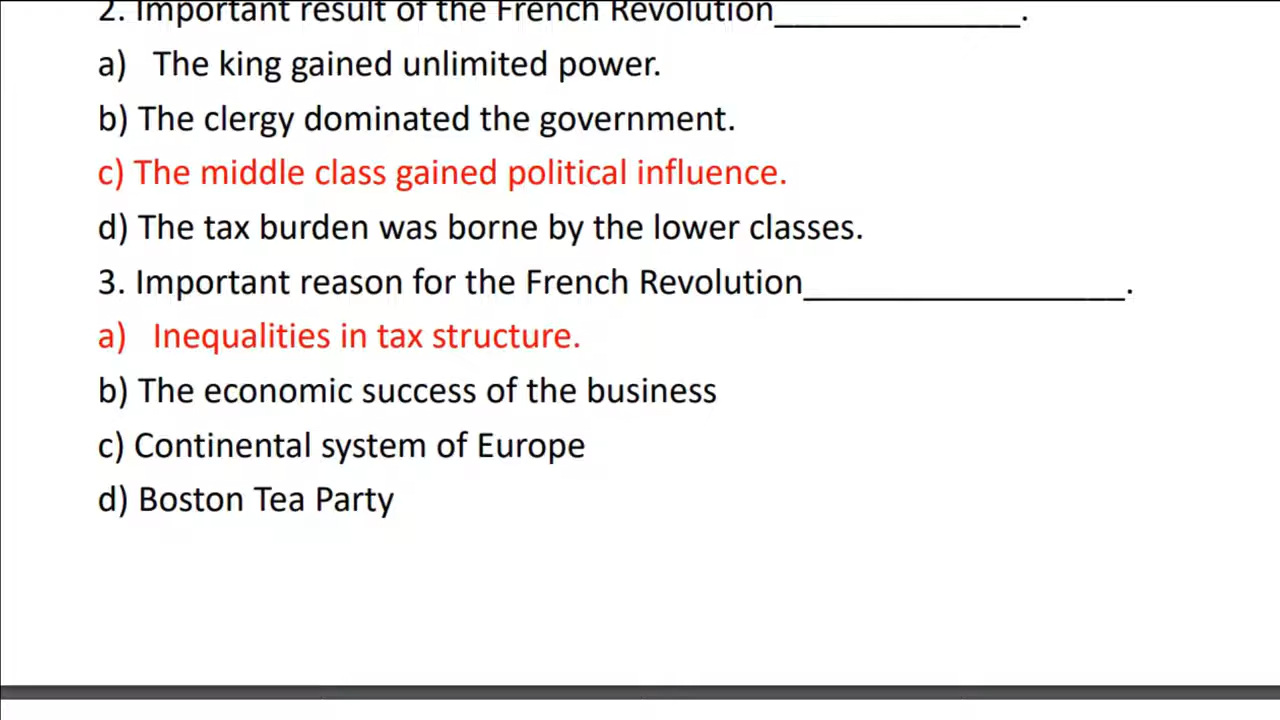 2. Important result of the French Revolution_____________.
a) The king gained unlimited power.
b) The clergy dominated the government.
c) The middle class gained political influence.
d) The tax burden was borne by the lower classes.
3. Important reason for the French Revolution_________________.
a) Inequalities in tax structure.
b) The economic success of the business
c) Continental system of Europe
d) Boston Tea Party